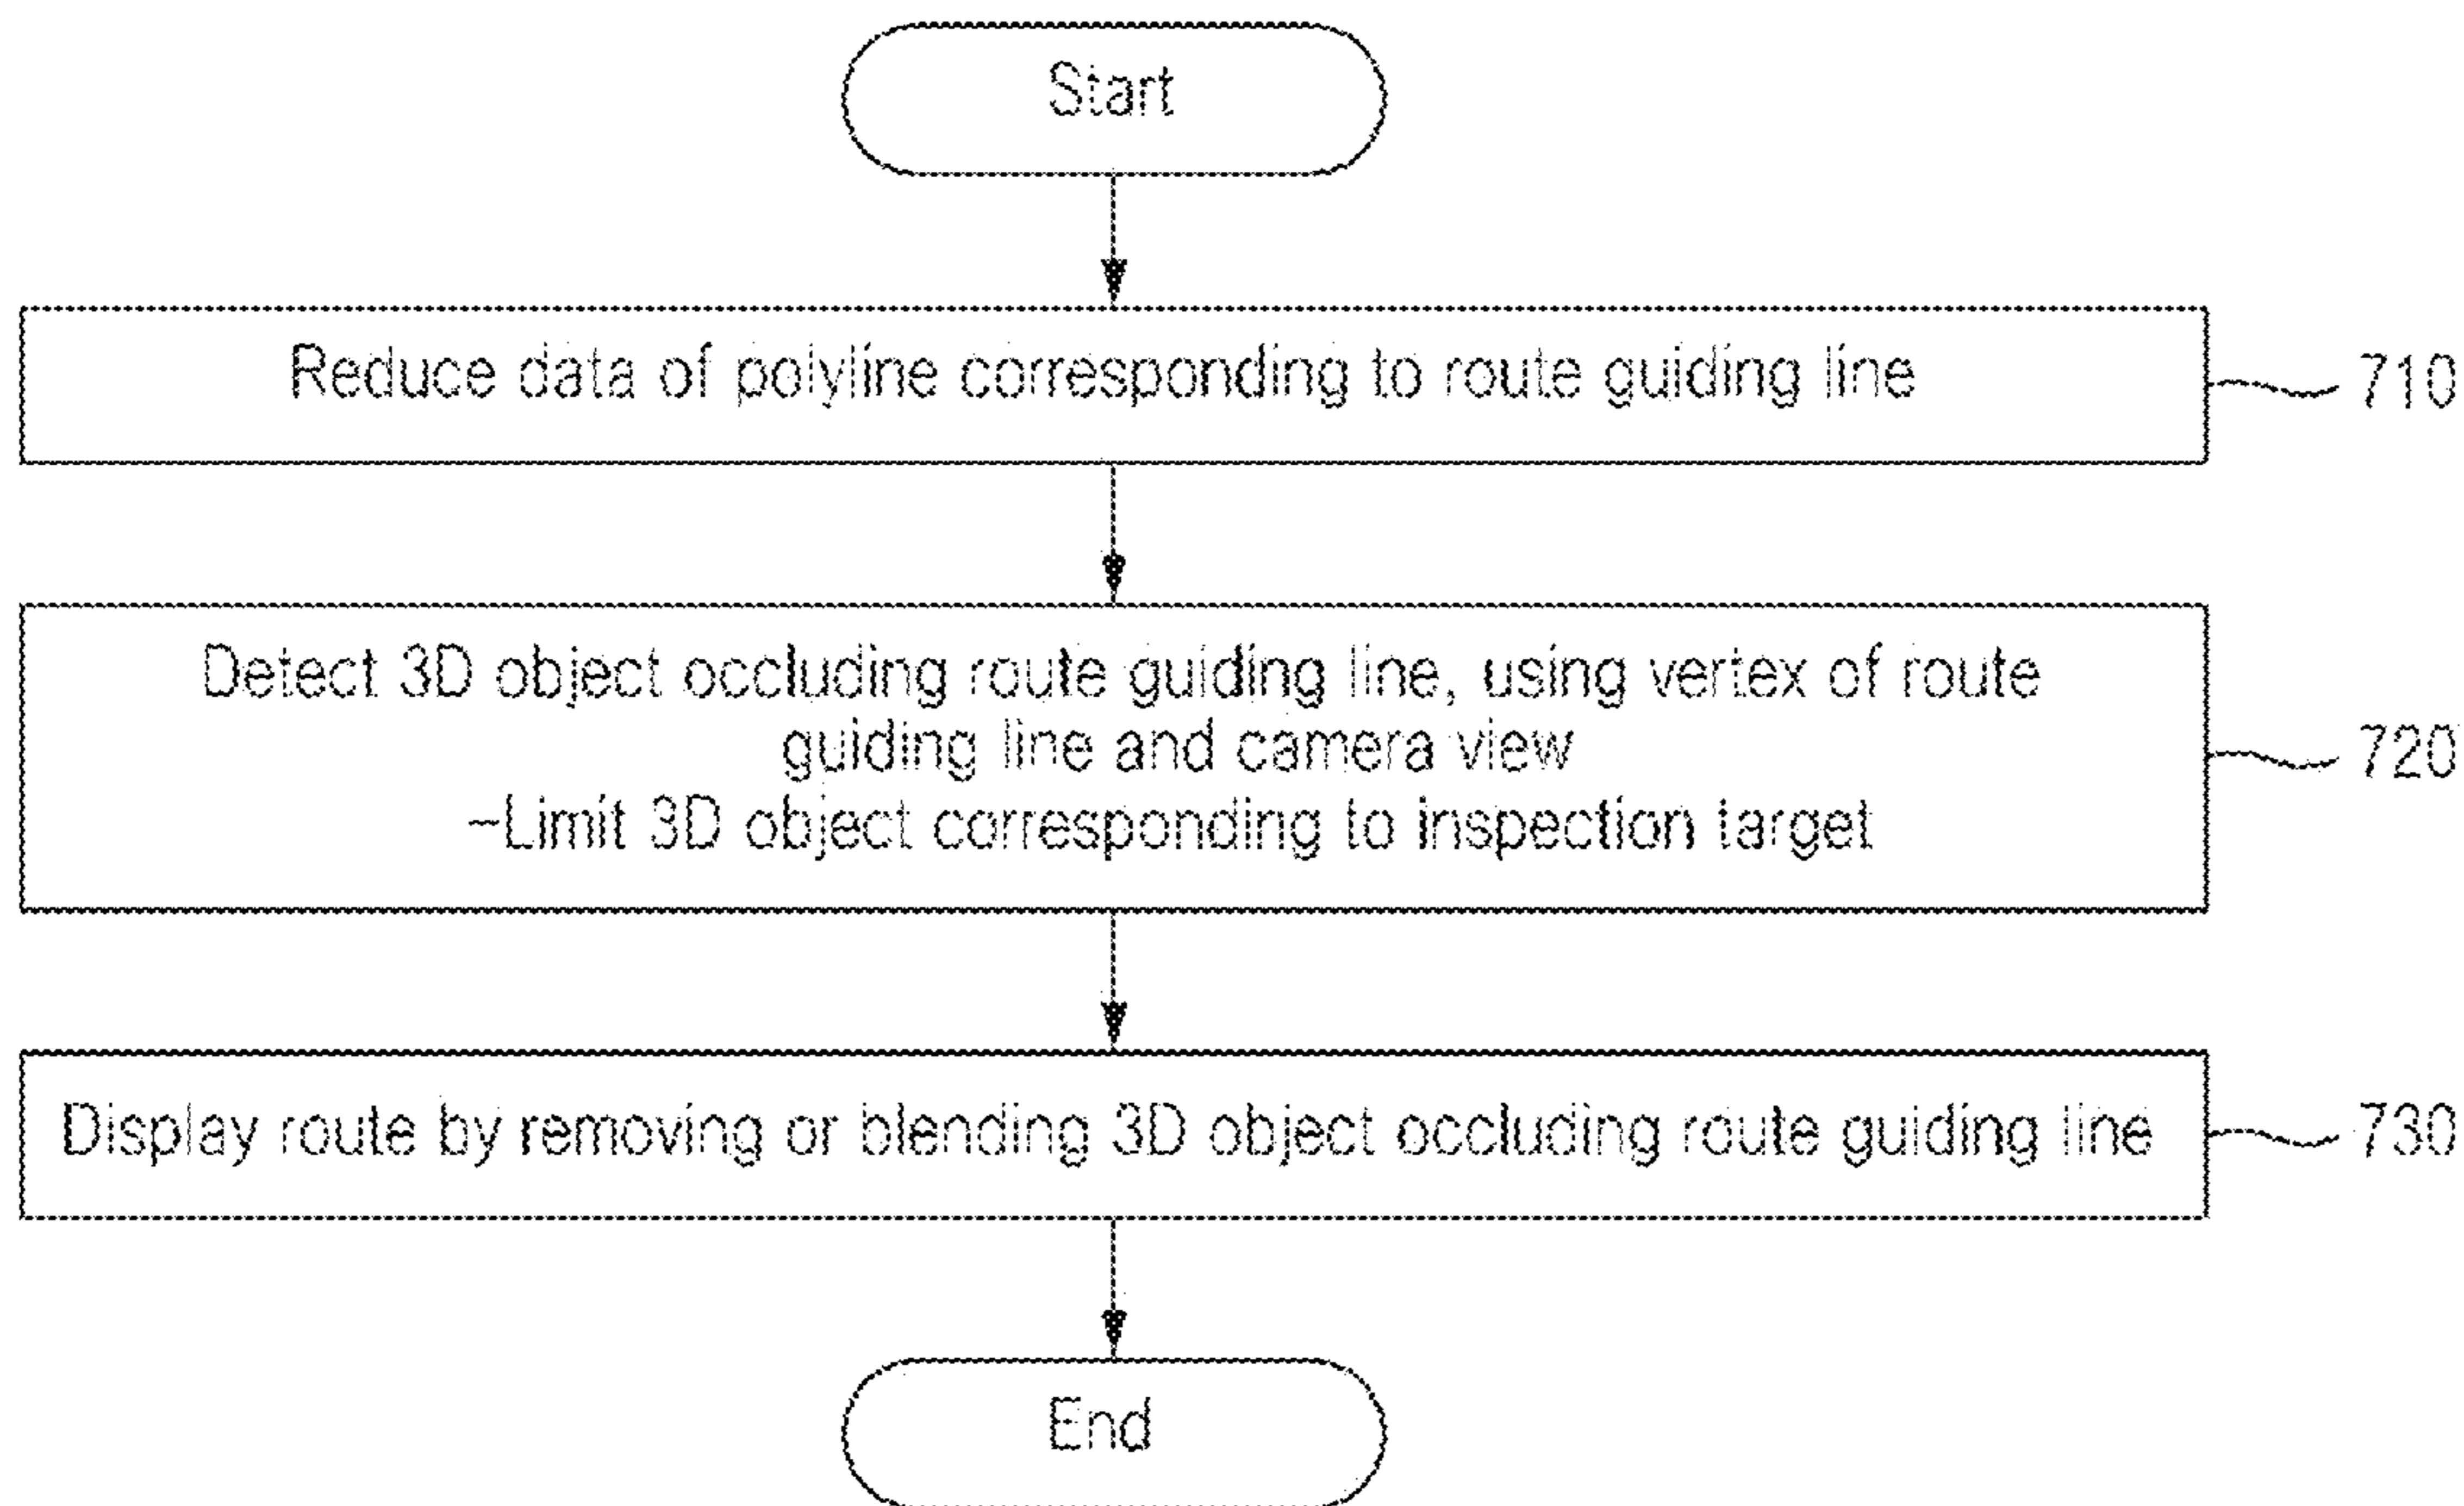 Start
Reduce data of polyline corresponding to route guiding line
710
Detect 3D object occluding route guiding line, using vertex of route
guiding line and camera view
-Limit 3D object corresponding to inspection target
720
Display route by removing or blending 3D object occluding route guiding line
730
End